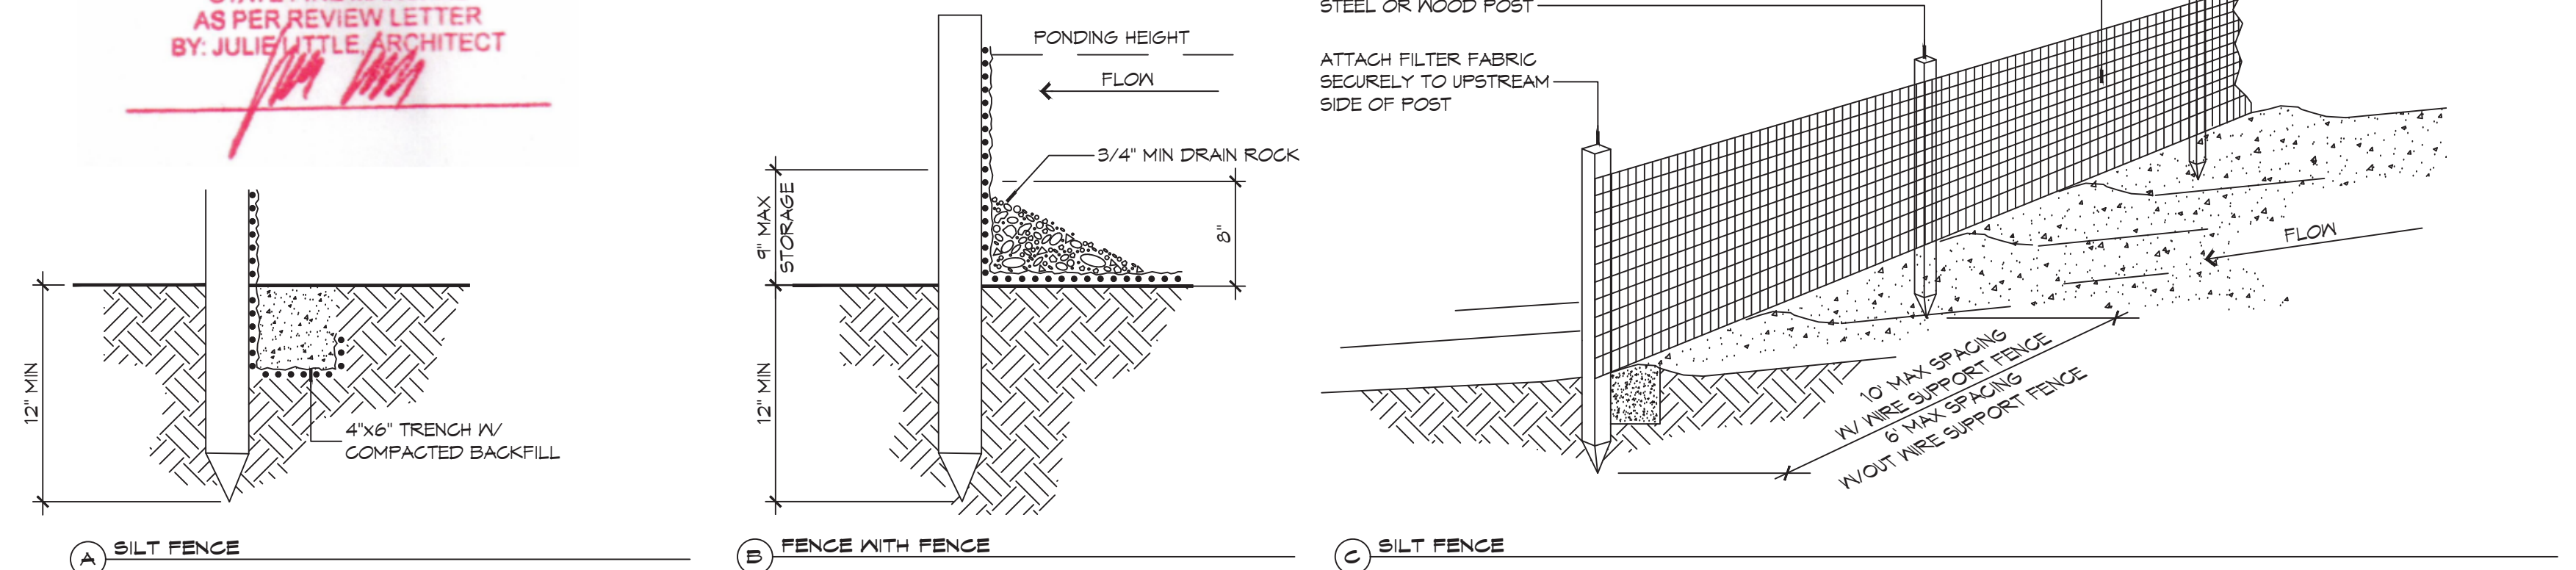 AS PER REVIEW LETTER
BY: JULIE LITTLE, ARCHITECT
12" MIN
4"x6" TRENCH W/
COMPACTED BACKFILL
A SILT FENCE
PONDING HEIGHT
FLOW
3/4" MIN DRAIN ROCK
9" MAX
STORAGE
8"
12" MIN
B FENCE WITH FENCE
STEEL OR WOOD POST
ATTACH FILTER FABRIC
SECURELY TO UPSTREAM
SIDE OF POST
FLOW
10' MAX SPACING
W/ WIRE SUPPORT FENCE
6' MAX SPACING
W/OUT WIRE SUPPORT FENCE
C SILT FENCE